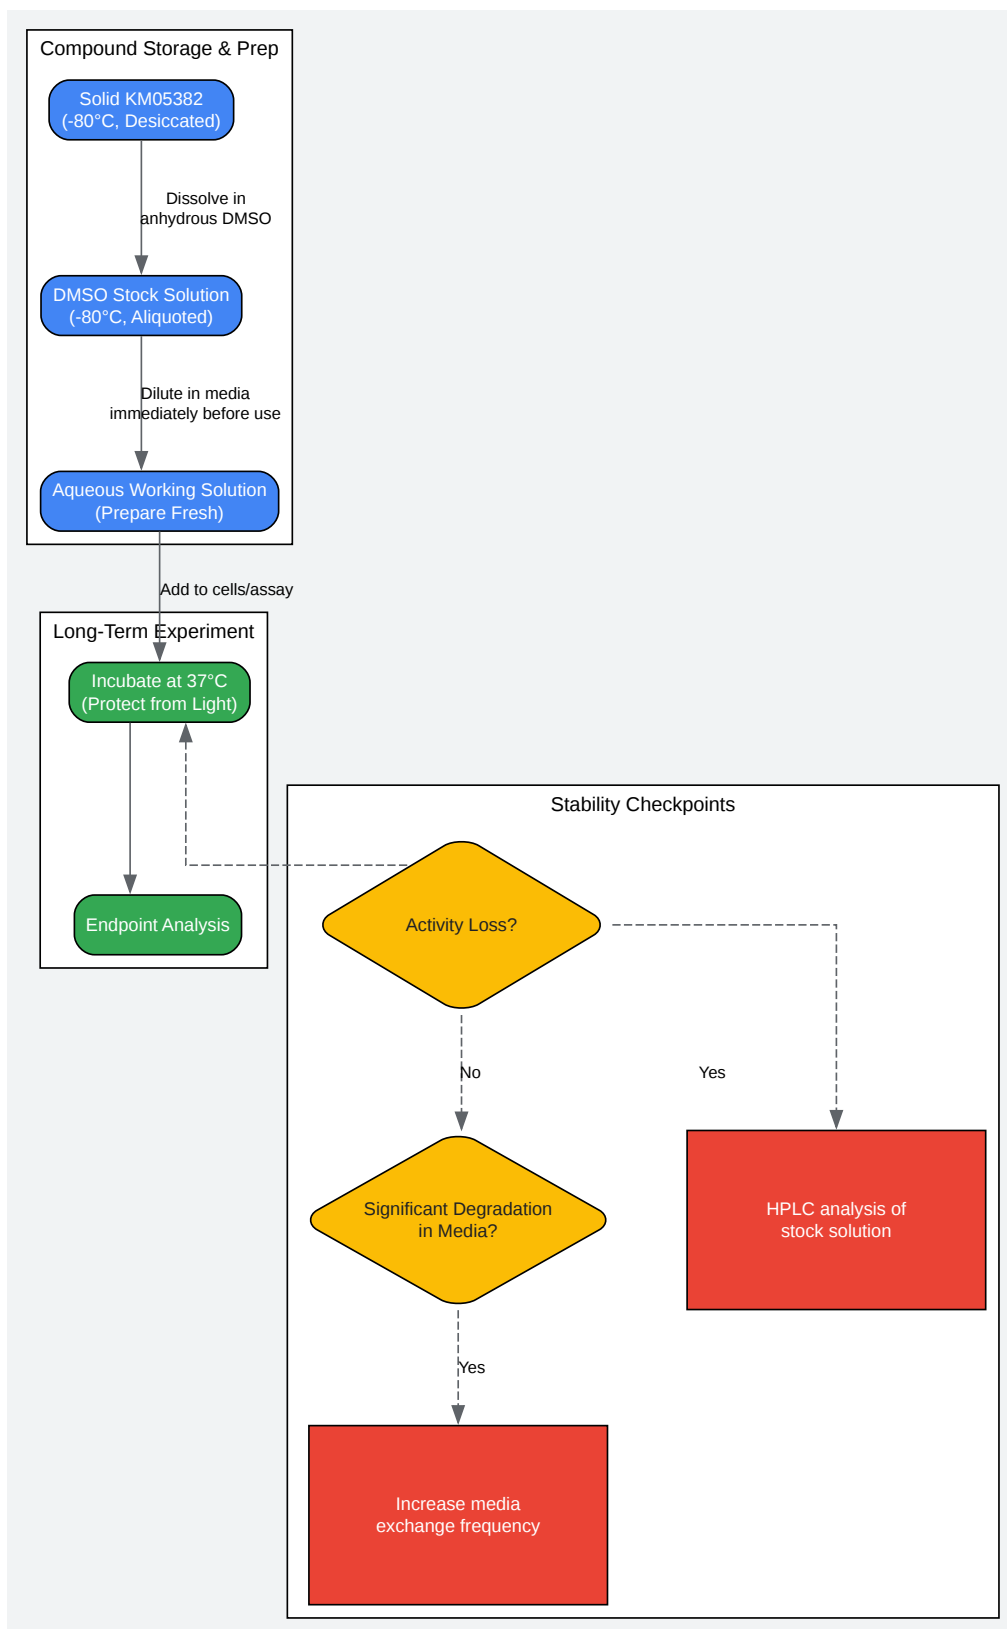 Compound Storage & Prep
Solid KM05382
(-80°C, Desiccated)
Dissolve in
anhydrous DMSO
DMSO Stock Solution
(-80°C, Aliquoted)
Dilute in media
immediately before use
Aqueous Working Solution
(Prepare Fresh)
Add to cells/assay
Long-Term Experiment
Incubate at 37°C
(Protect from Light)
Endpoint Analysis
Stability Checkpoints
Activity Loss?
No
Yes
Significant Degradation
in Media?
HPLC analysis of
stock solution
Yes
Increase media
exchange frequency